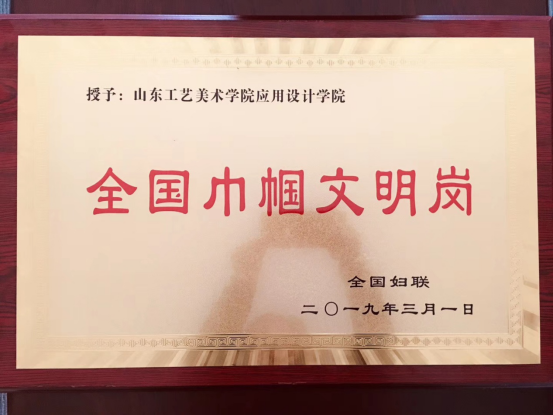 授予：山东工艺美术学院应用设计学院
全国巾帼文明岗
全国妇联
二〇一九年三月一日